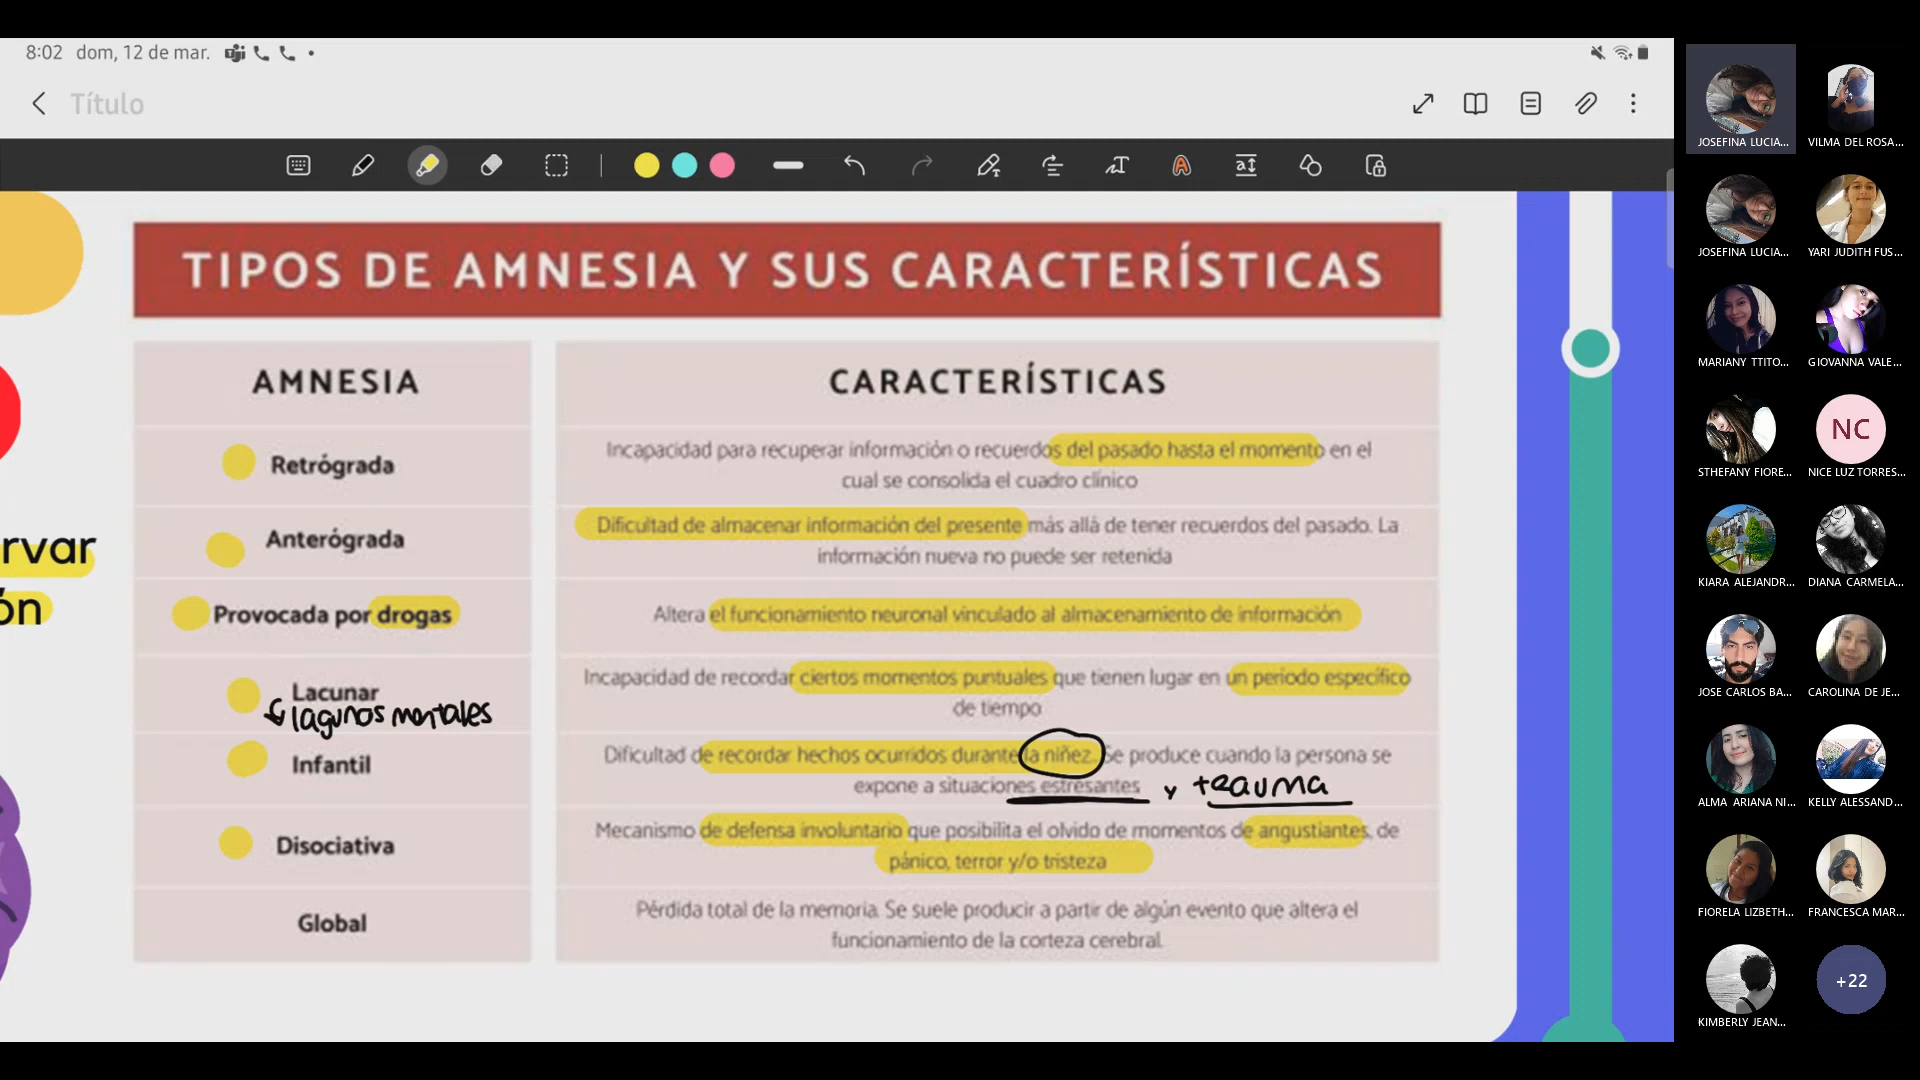 8:02 dom, 12 de mar.
Título
TIPOS DE AMNESIA Y SUS CARACTERÍSTICAS
AMNESIA
CARACTERÍSTICAS
Retrógrada
Incapacidad para recuperar información o recuerdos del pasado hasta el momento en el
cual se consolida el cuadro clínico
Anterógrada
Dificultad de almacenar información del presente más allá de tener recuerdos del pasado. La
información nueva no puede ser retenida
Provocada por drogas
Altera el funcionamiento neuronal vinculado al almacenamiento de información
Lacunar
lagunos mentales
Incapacidad de recordar ciertos momentos puntuales que tienen lugar en un periodo específico
de tiempo
Infantil
Dificultad de recordar hechos ocurridos durante la niñez. Se produce cuando la persona se
expone a situaciones estresantes y trauma
Disociativa
Mecanismo de defensa involuntario que posibilita el olvido de momentos de angustiantes, de
pánico, terror y/o tristeza
Global
Pérdida total de la memoria. Se suele producir a partir de algún evento que altera el
funcionamiento de la corteza cerebral.
rvar
ón
JOSEFINA LUCIA...
VILMA DEL ROSA...
JOSEFINA LUCIA...
YARI JUDITH FUS...
MARIANY TTITO...
GIOVANNA VALE...
STHEFANY FIORE...
NC
NICE LUZ TORRES...
KIARA ALEJANDR...
DIANA CARMELA...
JOSE CARLOS BA...
CAROLINA DE JE...
ALMA ARIANA NI...
KELLY ALESSAND...
FIORELA LIZBETH...
FRANCESCA MAR...
KIMBERLY JEAN...
+22